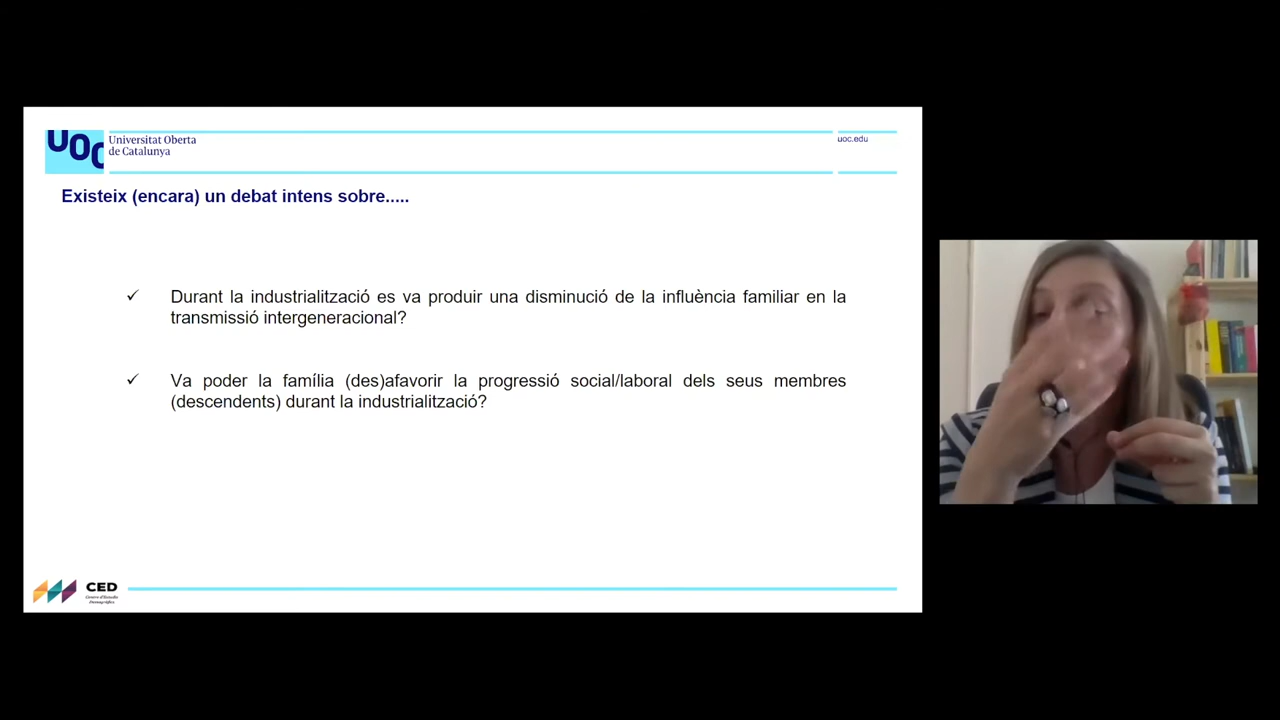 UOC
Universitat Oberta
de Catalunya
uoc.edu
Existeix (encara) un debat intens sobre.....
✓ Durant la industrialització es va produir una disminució de la influència familiar en la
transmissió intergeneracional?
✓ Va poder la família (des)afavorir la progressió social/laboral dels seus membres
(descendents) durant la industrialització?
CED